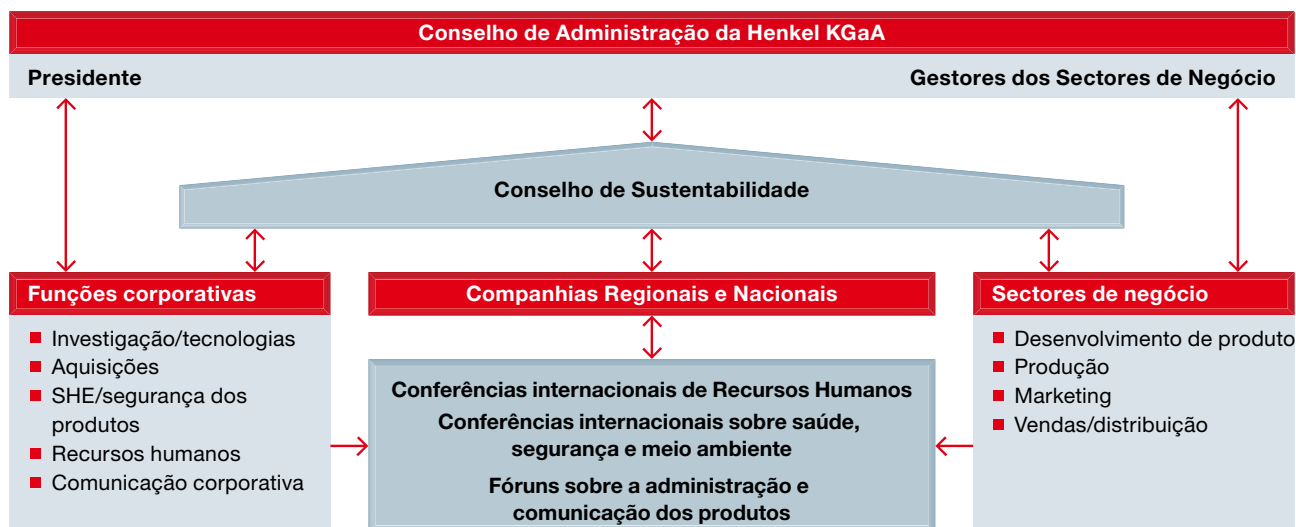 Conselho de Administração da Henkel KGaA
Presidente
Gestores dos Sectores de Negócio
Conselho de Sustentabilidade
Funções corporativas
Investigação/tecnologias
Aquisições
SHE/segurança dos
produtos
Recursos humanos
Comunicação corporativa
Companhias Regionais e Nacionais
Conferências internacionais de Recursos Humanos
Conferências internacionais sobre saúde,
segurança e meio ambiente
Fóruns sobre a administração e
comunicação dos produtos
Sectores de negócio
Desenvolvimento de produto
Produção
Marketing
Vendas/distribuição